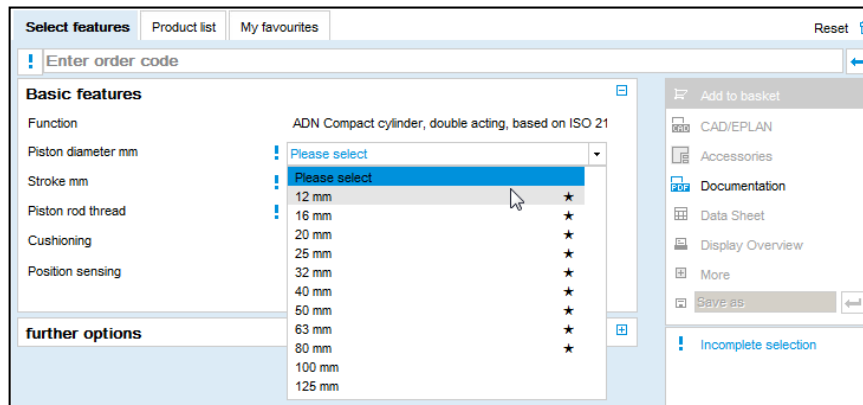 Select features
Product list
My favourites
Reset
! Enter order code
Basic features
Function
ADN Compact cylinder, double acting, based on ISO 21
Piston diameter mm
! Please select
Stroke mm
!
Piston rod thread
!
Cushioning
Position sensing
Please select
12 mm ★
16 mm ★
20 mm ★
25 mm ★
32 mm ★
40 mm ★
50 mm ★
63 mm ★
80 mm ★
100 mm
125 mm
further options
Add to basket
CAD CAD/EPLAN
Accessories
PDF Documentation
Data Sheet
Display Overview
More
Save as
! Incomplete selection